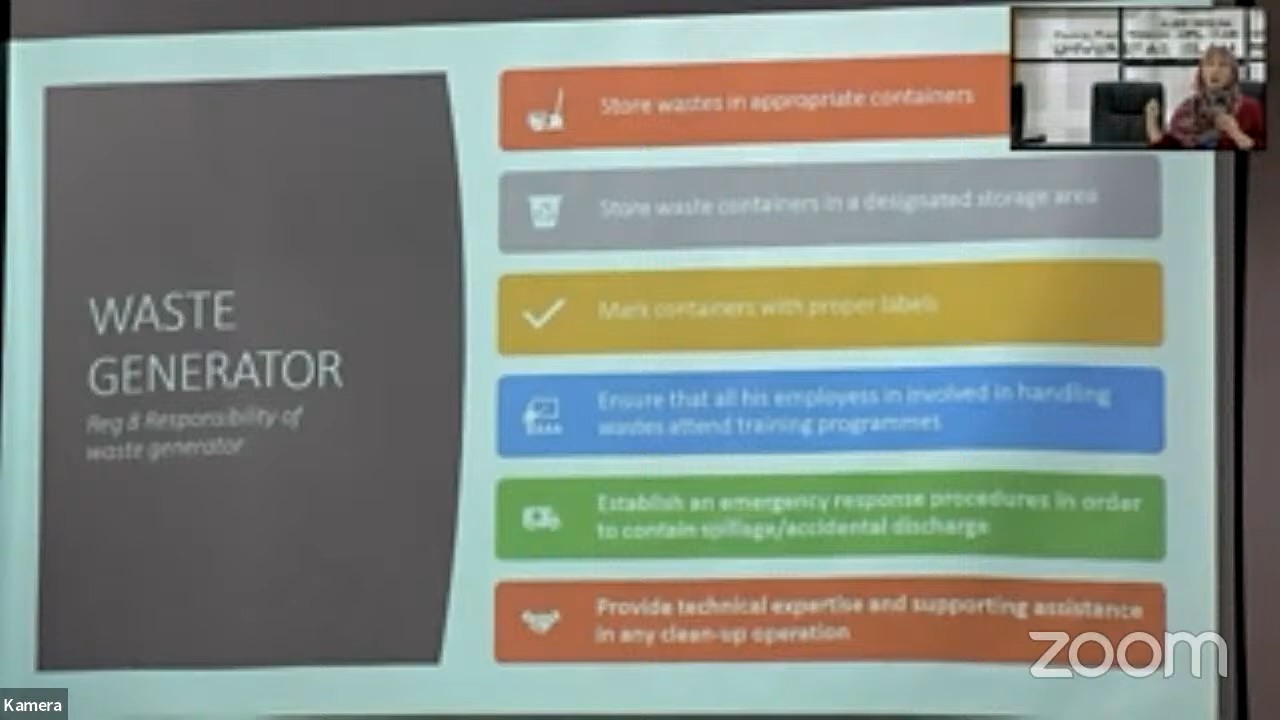 WASTE
GENERATOR
Reg 8 Responsibility of
waste generator
Store wastes in appropriate containers
Store waste containers in a designated storage area
Mark containers with proper labels
Ensure that all his employess in involved in handling
wastes attend training programmes
Establish an emergency response procedures in order
to contain spillage/accidental discharge
Provide technical expertise and supporting assistance
in any clean-up operation
zoom
Kamera